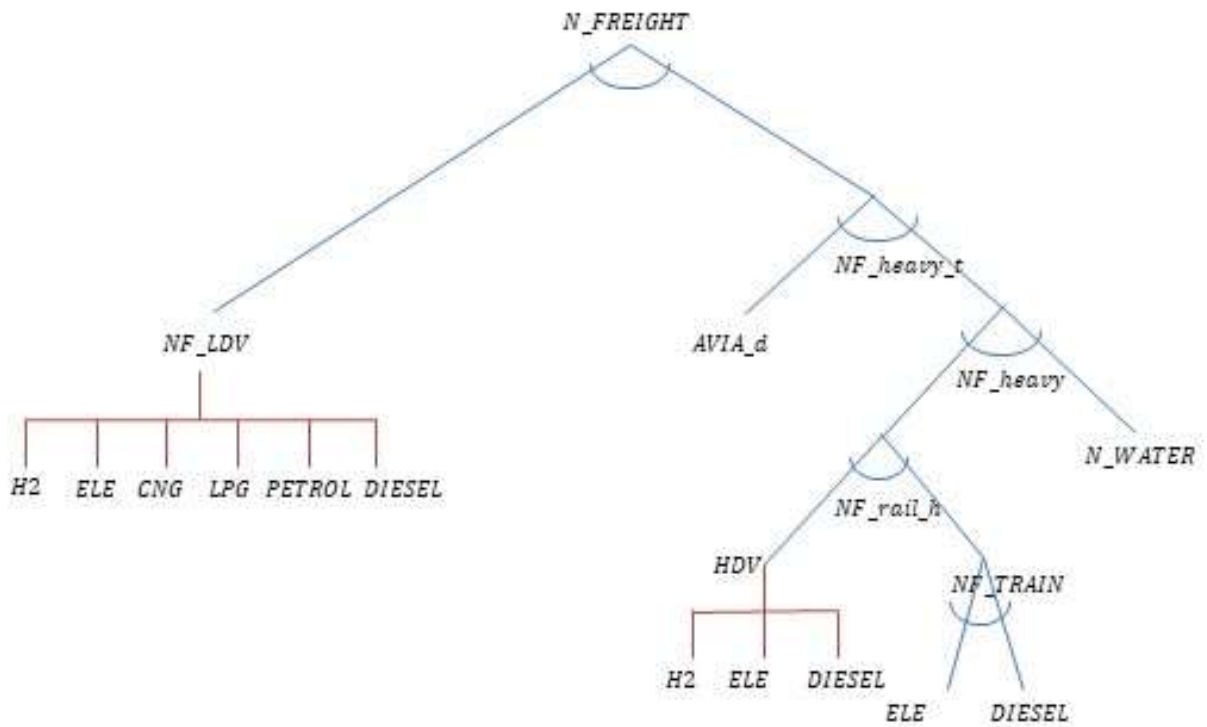 N_FREIGHT
NF_heavy_t
NF_LDV
AVIA_d
NF_heavy
N_WATER
H2 ELE CNG LPG PETROL DIESEL
NF_rail_h
HDV
NF_TRAIN
H2 ELE DIESEL
ELE DIESEL